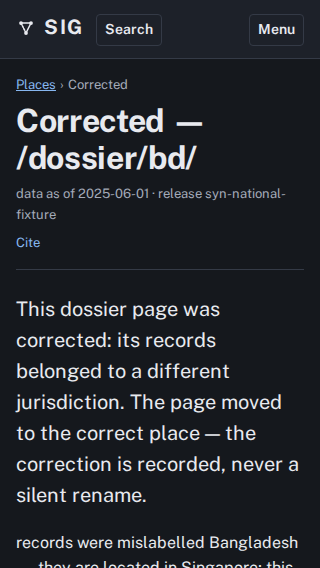 SIG Search Menu
Places › Corrected
Corrected —
/dossier/bd/
data as of 2025-06-01 · release syn-national-
fixture
Cite
This dossier page was
corrected: its records
belonged to a different
jurisdiction. The page moved
to the correct place — the
correction is recorded, never a
silent rename.
records were mislabelled Bangladesh
— they are located in Singapore; this